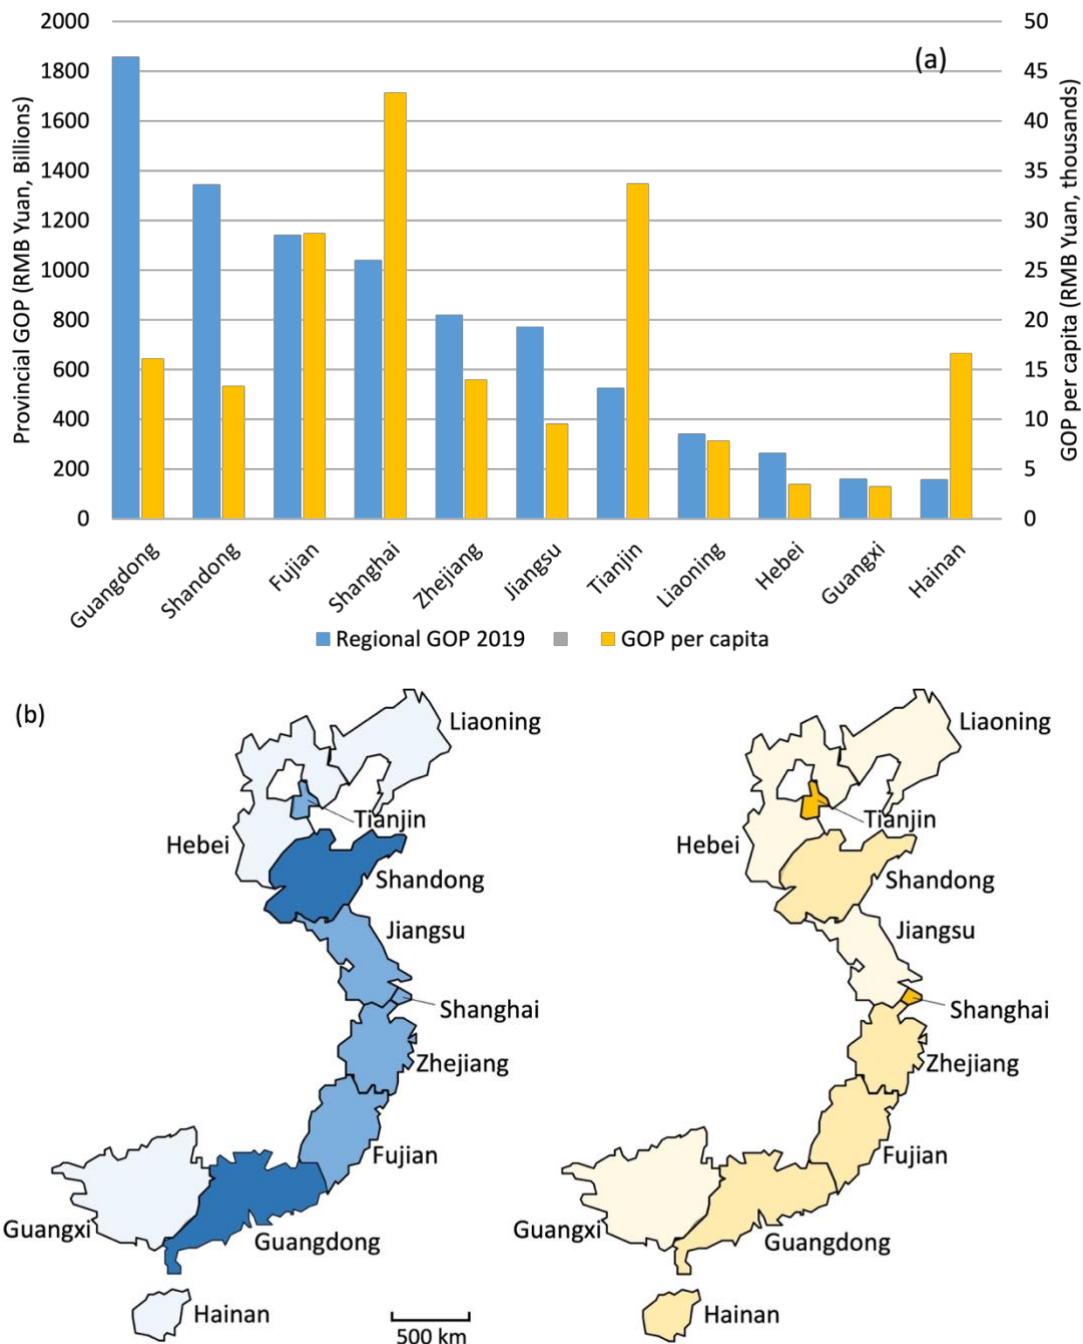 2000
1800
1600
1400
1200
1000
800
600
400
200
0
Provincial GOP (RMB Yuan, Billions)
(a)
50
45
40
35
30
25
20
15
10
5
0
GOP per capita (RMB Yuan, thousands)
Guangdong
Shandong
Fujian
Shanghai
Zhejiang
Jiangsu
Tianjin
Liaoning
Hebei
Guangxi
Hainan
Regional GOP 2019
GOP per capita
(b)
Liaoning
Tianjin
Hebei
Shandong
Jiangsu
Shanghai
Zhejiang
Fujian
Guangxi
Guangdong
Hainan
500 km
Liaoning
Tianjin
Hebei
Shandong
Jiangsu
Shanghai
Zhejiang
Fujian
Guangxi
Guangdong
Hainan